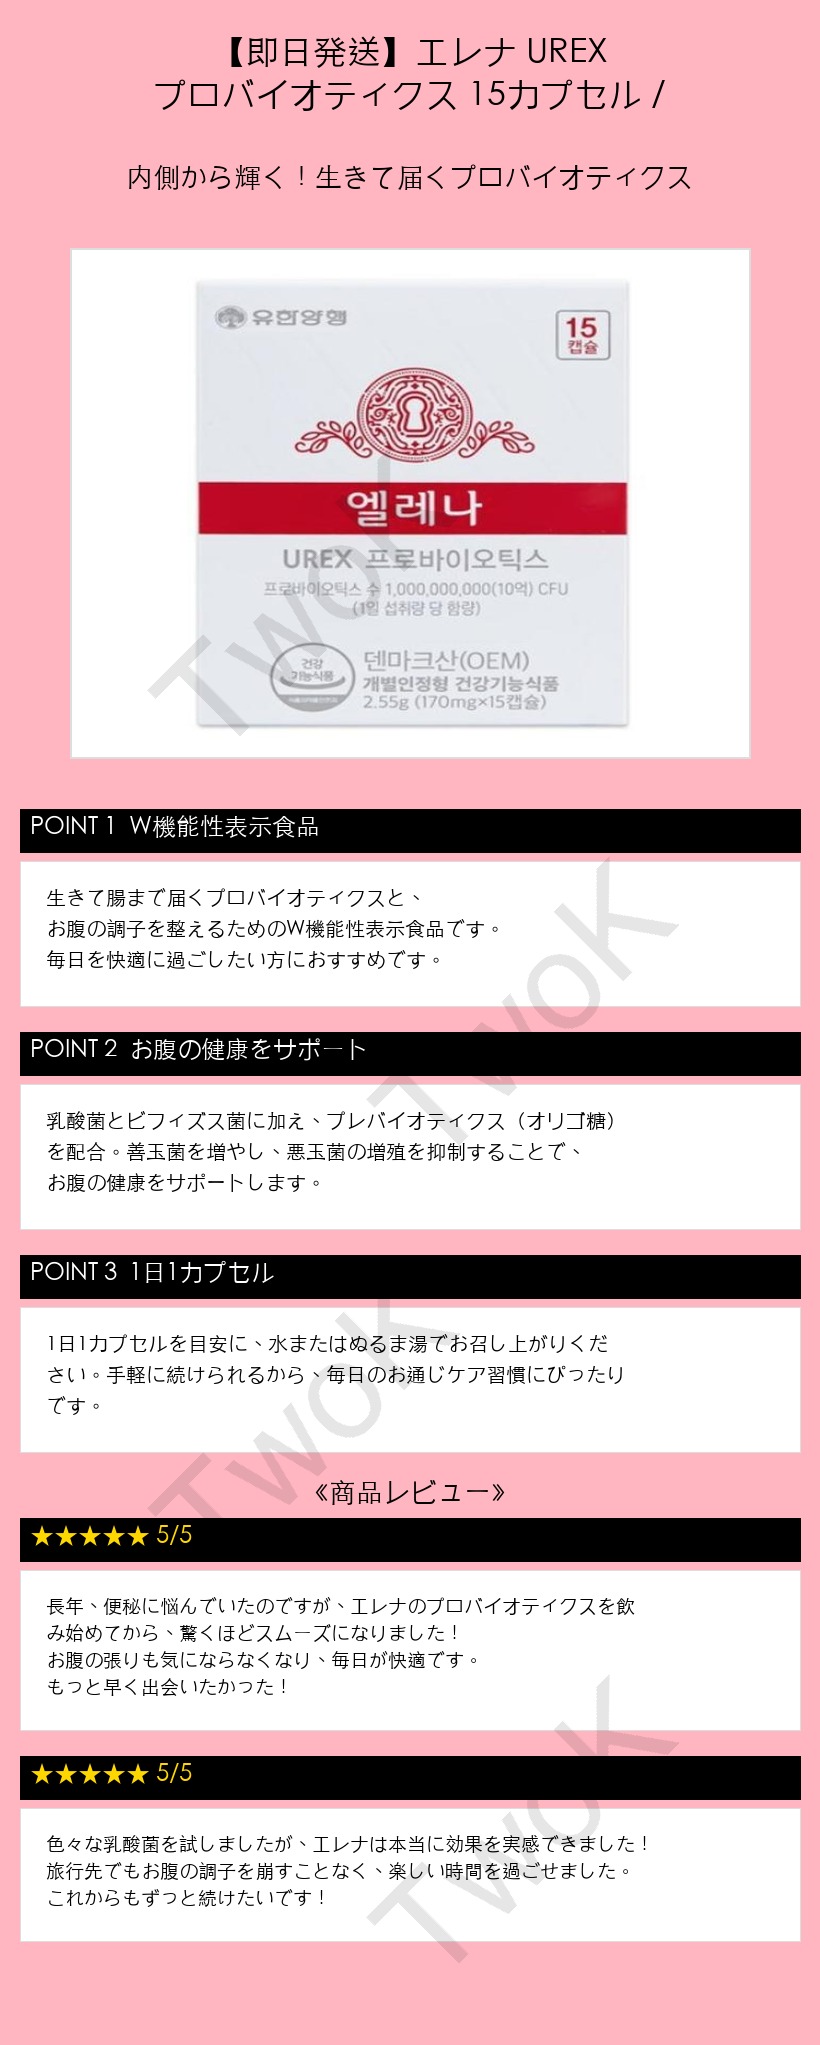 【即日発送】エレナ UREX
プロバイオティクス 15カプセル /
内側から輝く！生きて届くプロバイオティクス
유한양행
15
캡슐
엘레나
UREX 프로바이오틱스
프로바이오틱스 수 1,000,000,000(10억) CFU
(1일 섭취량 당 함량)
건강
기능식품
덴마크산(OEM)
개별인정형 건강기능식품
2.55g (170mg×15캡슐)
TwoK
POINT 1 W機能性表示食品
生きて腸まで届くプロバイオティクスと、
お腹の調子を整えるためのW機能性表示食品です。
毎日を快適に過ごしたい方におすすめです。
TwoK
POINT 2 お腹の健康をサポート
乳酸菌とビフィズス菌に加え、プレバイオティクス（オリゴ糖）
を配合。善玉菌を増やし、悪玉菌の増殖を抑制することで、
お腹の健康をサポートします。
POINT 3 1日1カプセル
1日1カプセルを目安に、水またはぬるま湯でお召し上がりくだ
さい。手軽に続けられるから、毎日のお通じケア習慣にぴったり
です。
TwoK
《商品レビュー》
★★★★★ 5/5
長年、便秘に悩んでいたのですが、エレナのプロバイオティクスを飲
み始めてから、驚くほどスムーズになりました！
お腹の張りも気にならなくなり、毎日が快適です。
もっと早く出会いたかった！
★★★★★ 5/5
色々な乳酸菌を試しましたが、エレナは本当に効果を実感できました！
旅行先でもお腹の調子を崩すことなく、楽しい時間を過ごせました。
これからもずっと続けたいです！
TwoK